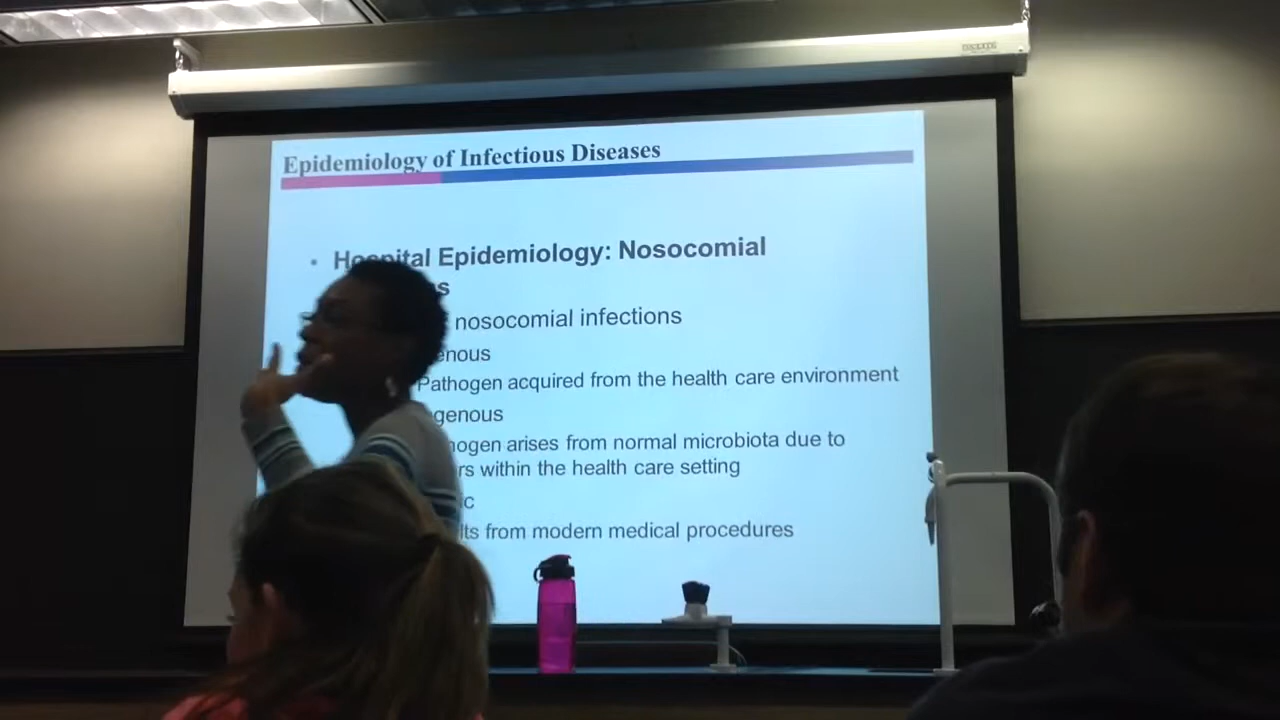 Epidemiology of Infectious Diseases
• Hospital Epidemiology: Nosocomial
s
nosocomial infections
enous
Pathogen acquired from the health care environment
genous
hogen arises from normal microbiota due to
rs within the health care setting
c
lts from modern medical procedures